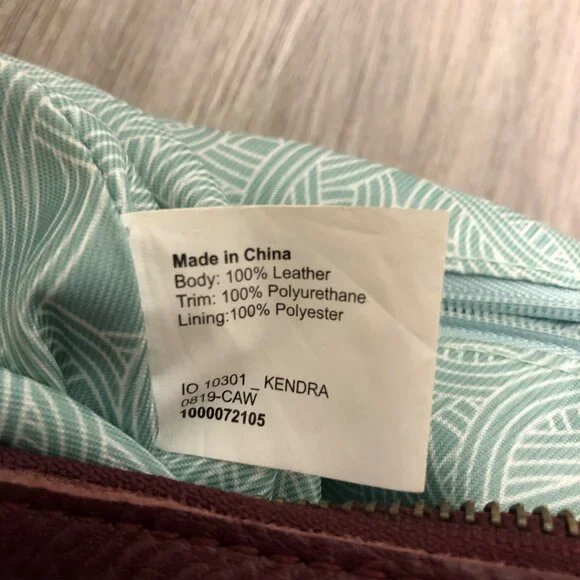 Made in China
Body: 100% Leather
Trim: 100% Polyurethane
Lining:100% Polyester
IO 10301 _ KENDRA
0819-CAW
1000072105